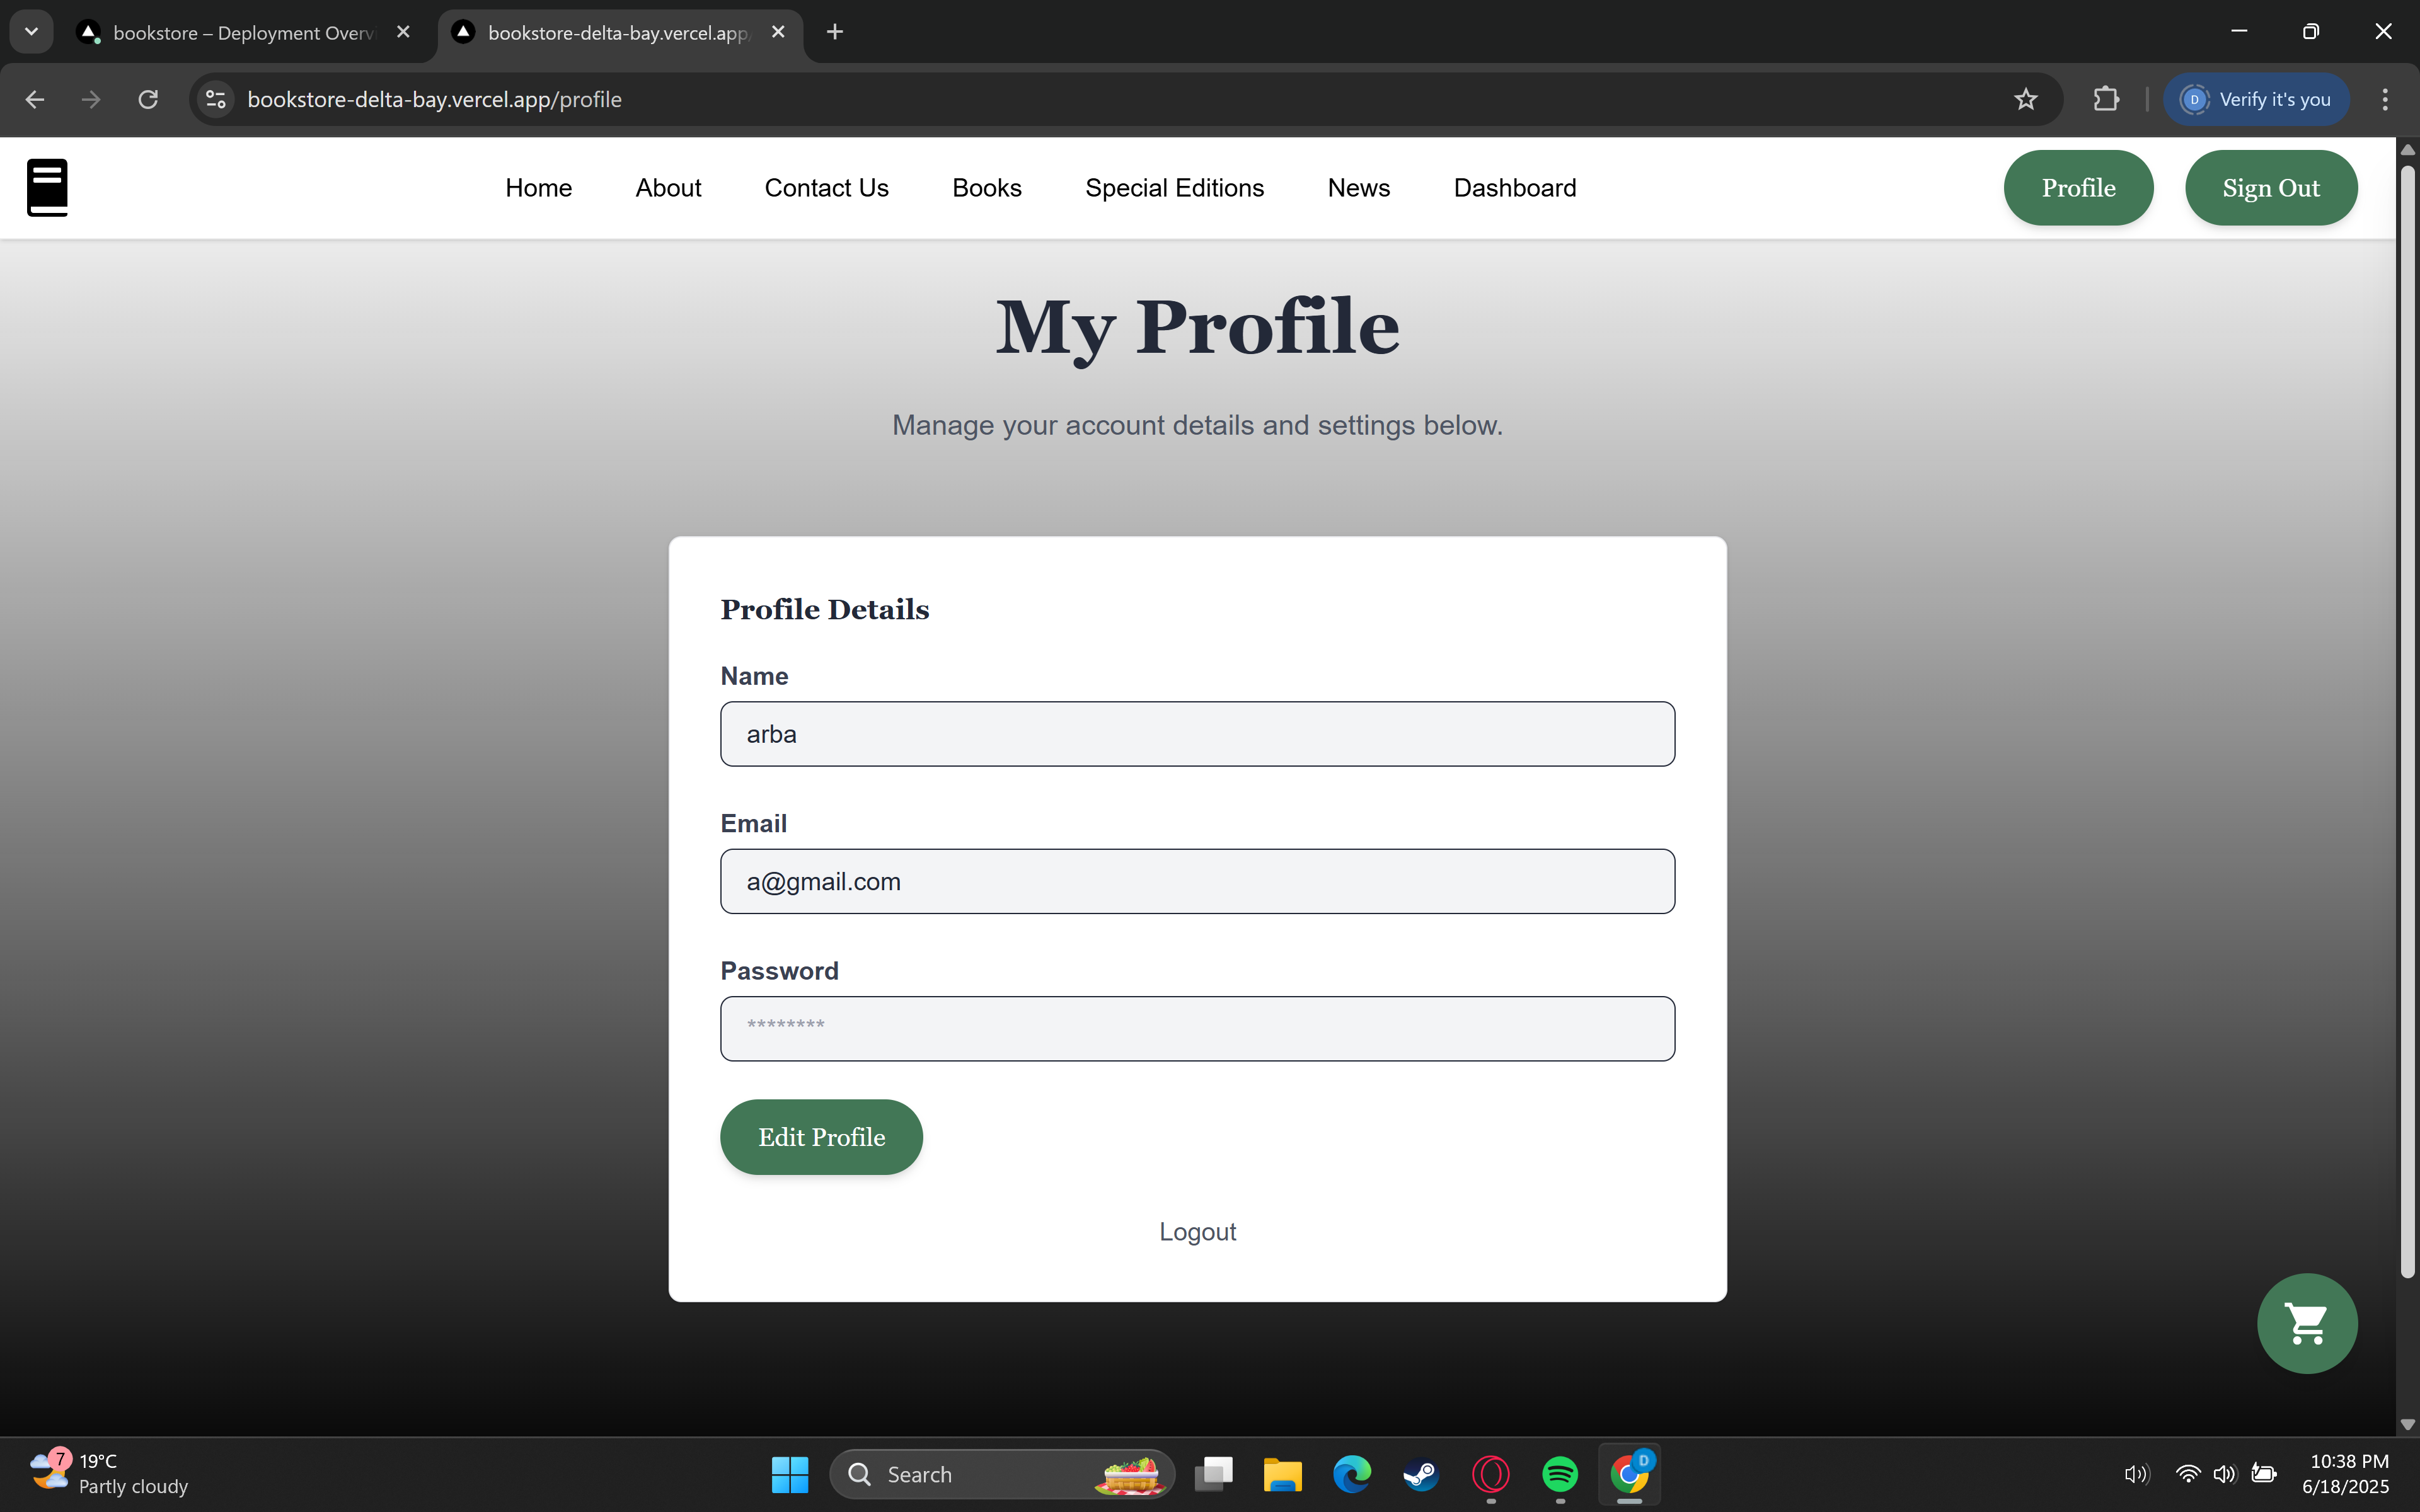 bookstore – Deployment Overvi
bookstore-delta-bay.vercel.app/
bookstore-delta-bay.vercel.app/profile
D
Verify it's you
Home
About
Contact Us
Books
Special Editions
News
Dashboard
Profile
Sign Out
My Profile
Manage your account details and settings below.
Profile Details
Name
arba
Email
a@gmail.com
Password
********
Edit Profile
Logout
7
19°C
Partly cloudy
Search
D
10:38 PM
6/18/2025